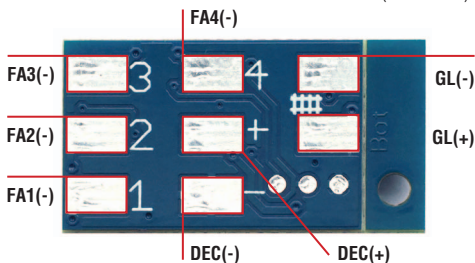 FA4(-)
FA3(-) 3 4 GL(-)
FA2(-) 2 + Bot GL(+)
FA1(-) 1 -
DEC(-) DEC(+)